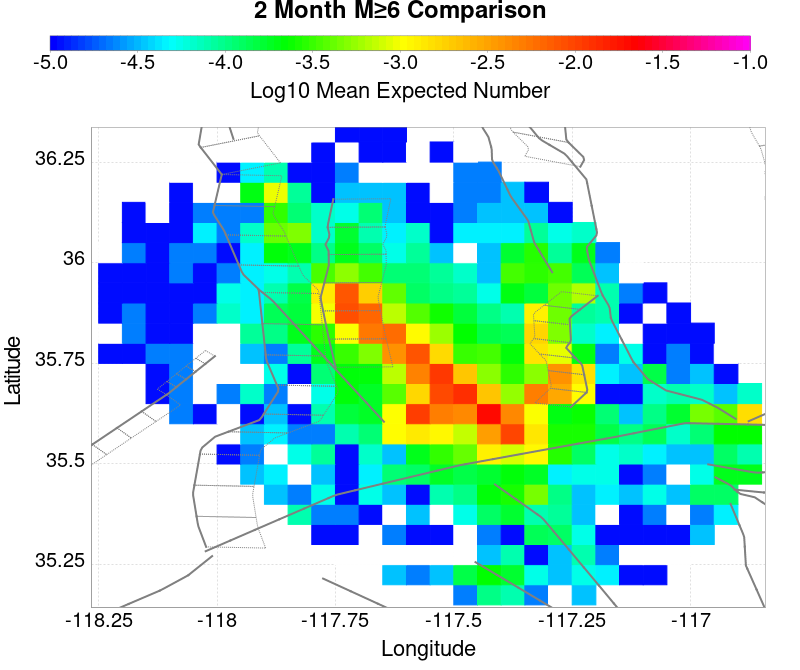 2 Month M≥6 Comparison
-5.0 -4.5 -4.0 -3.5 -3.0 -2.5 -2.0 -1.5 -1.0
Log10 Mean Expected Number
36.25
36
35.75
35.5
35.25
Latitude
-118.25 -118 -117.75 -117.5 -117.25 -117
Longitude